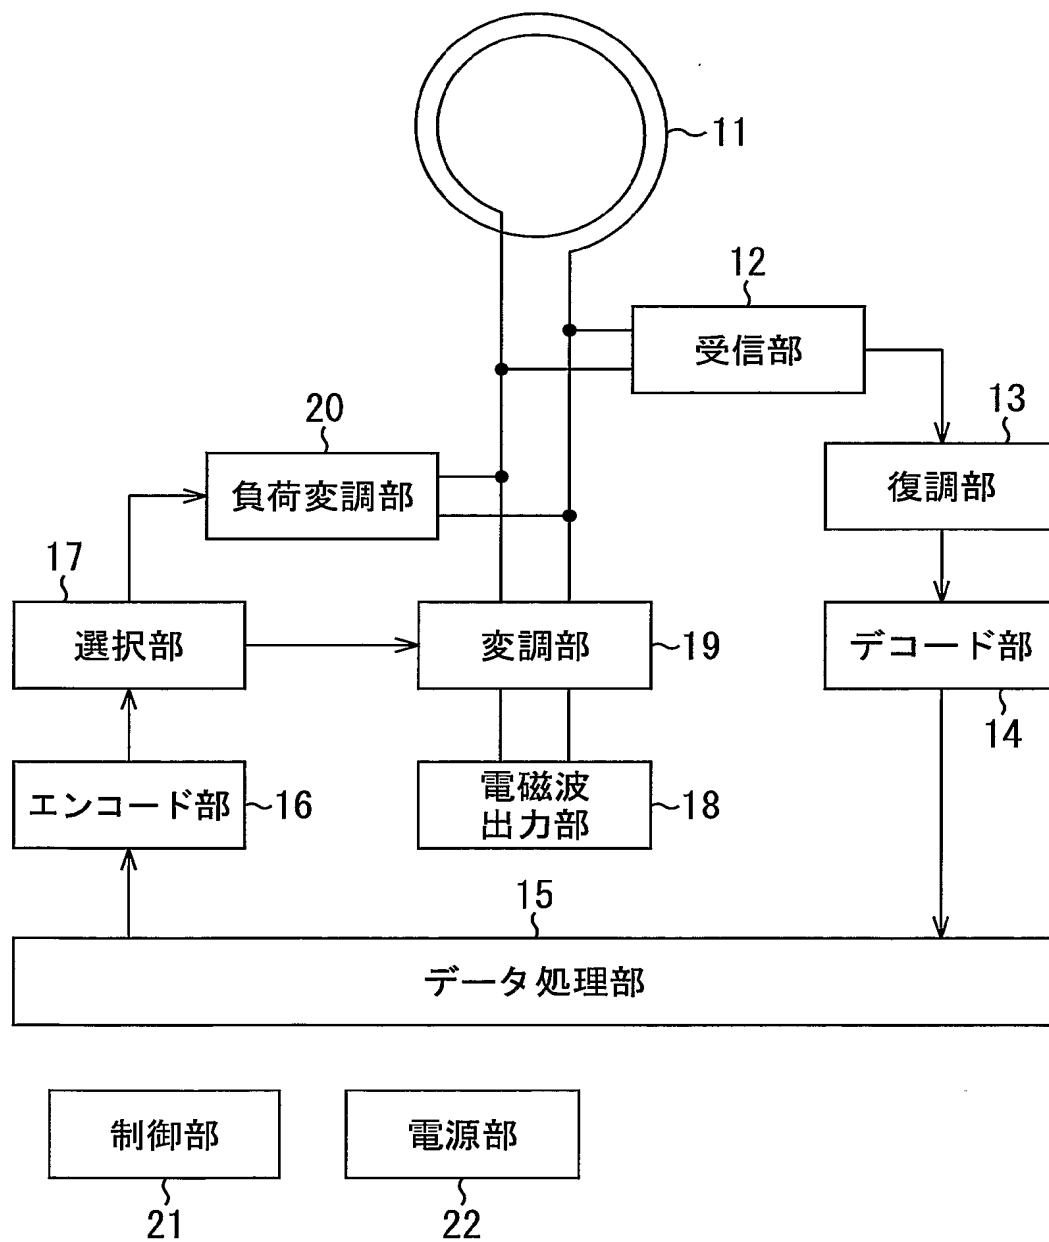 11
12
受信部
13
復調部
20
負荷変調部
17
選択部
変調部
19
デコード部
14
エンコード部
16
電磁波
出力部
18
15
データ処理部
制御部
21
電源部
22